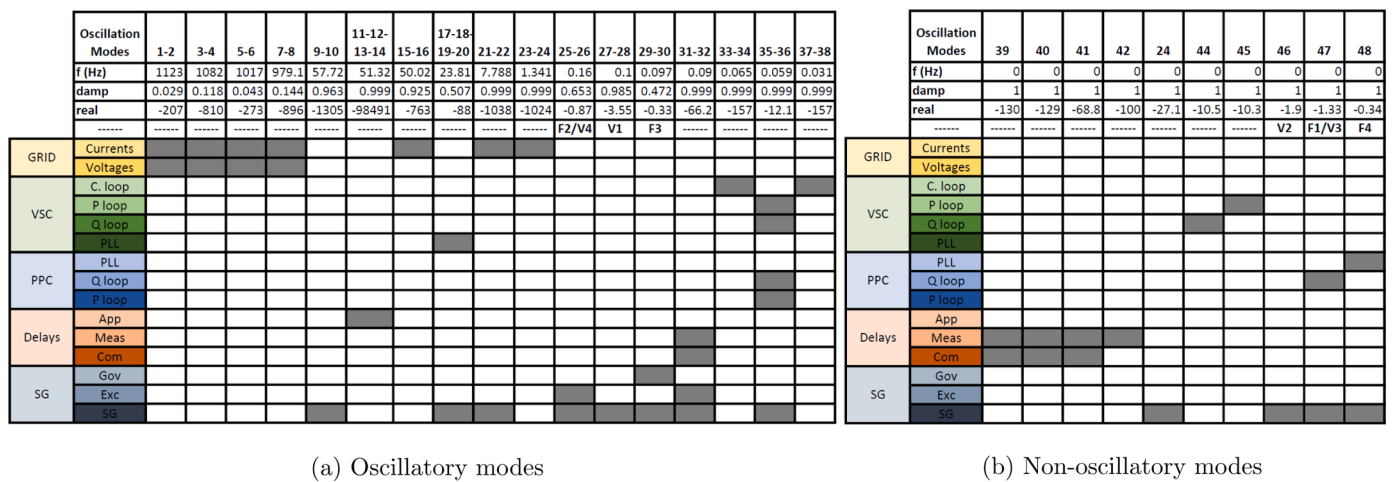 Oscillation Modes 1-2 3-4 5-6 7-8 9-10 11-12-13-14 15-16 17-18-19-20 21-22 23-24 25-26 27-28 29-30 31-32 33-34 35-36 37-38
f (Hz) 1123 1082 1017 979.1 57.72 51.32 50.02 23.81 7.788 1.341 0.16 0.1 0.097 0.09 0.065 0.059 0.031
damp 0.029 0.118 0.043 0.144 0.963 0.999 0.925 0.507 0.999 0.999 0.653 0.985 0.472 0.999 0.999 0.999 0.999
real -207 -810 -273 -896 -1305 -98491 -763 -88 -1038 -1024 -0.87 -3.55 -0.33 -66.2 -157 -12.1 -157
------ ------ ------ ------ ------ ------ ------ ------ ------ ------ ------ F2/V4 V1 F3 ------ ------ ------ ------
GRID Currents
Voltages
VSC C. loop
P loop
Q loop
PLL
PPC PLL
Q loop
P loop
Delays App
Meas
Com
SG Gov
Exc
SG
(a) Oscillatory modes
Oscillation Modes 39 40 41 42 24 44 45 46 47 48
f (Hz) 0 0 0 0 0 0 0 0 0 0
damp 1 1 1 1 1 1 1 1 1 1
real -130 -129 -68.8 -100 -27.1 -10.5 -10.3 -1.9 -1.33 -0.34
------ ------ ------ ------ ------ ------ ------ ------ V2 F1/V3 F4
GRID Currents
Voltages
VSC C. loop
P loop
Q loop
PLL
PPC PLL
Q loop
P loop
Delays App
Meas
Com
SG Gov
Exc
SG
(b) Non-oscillatory modes